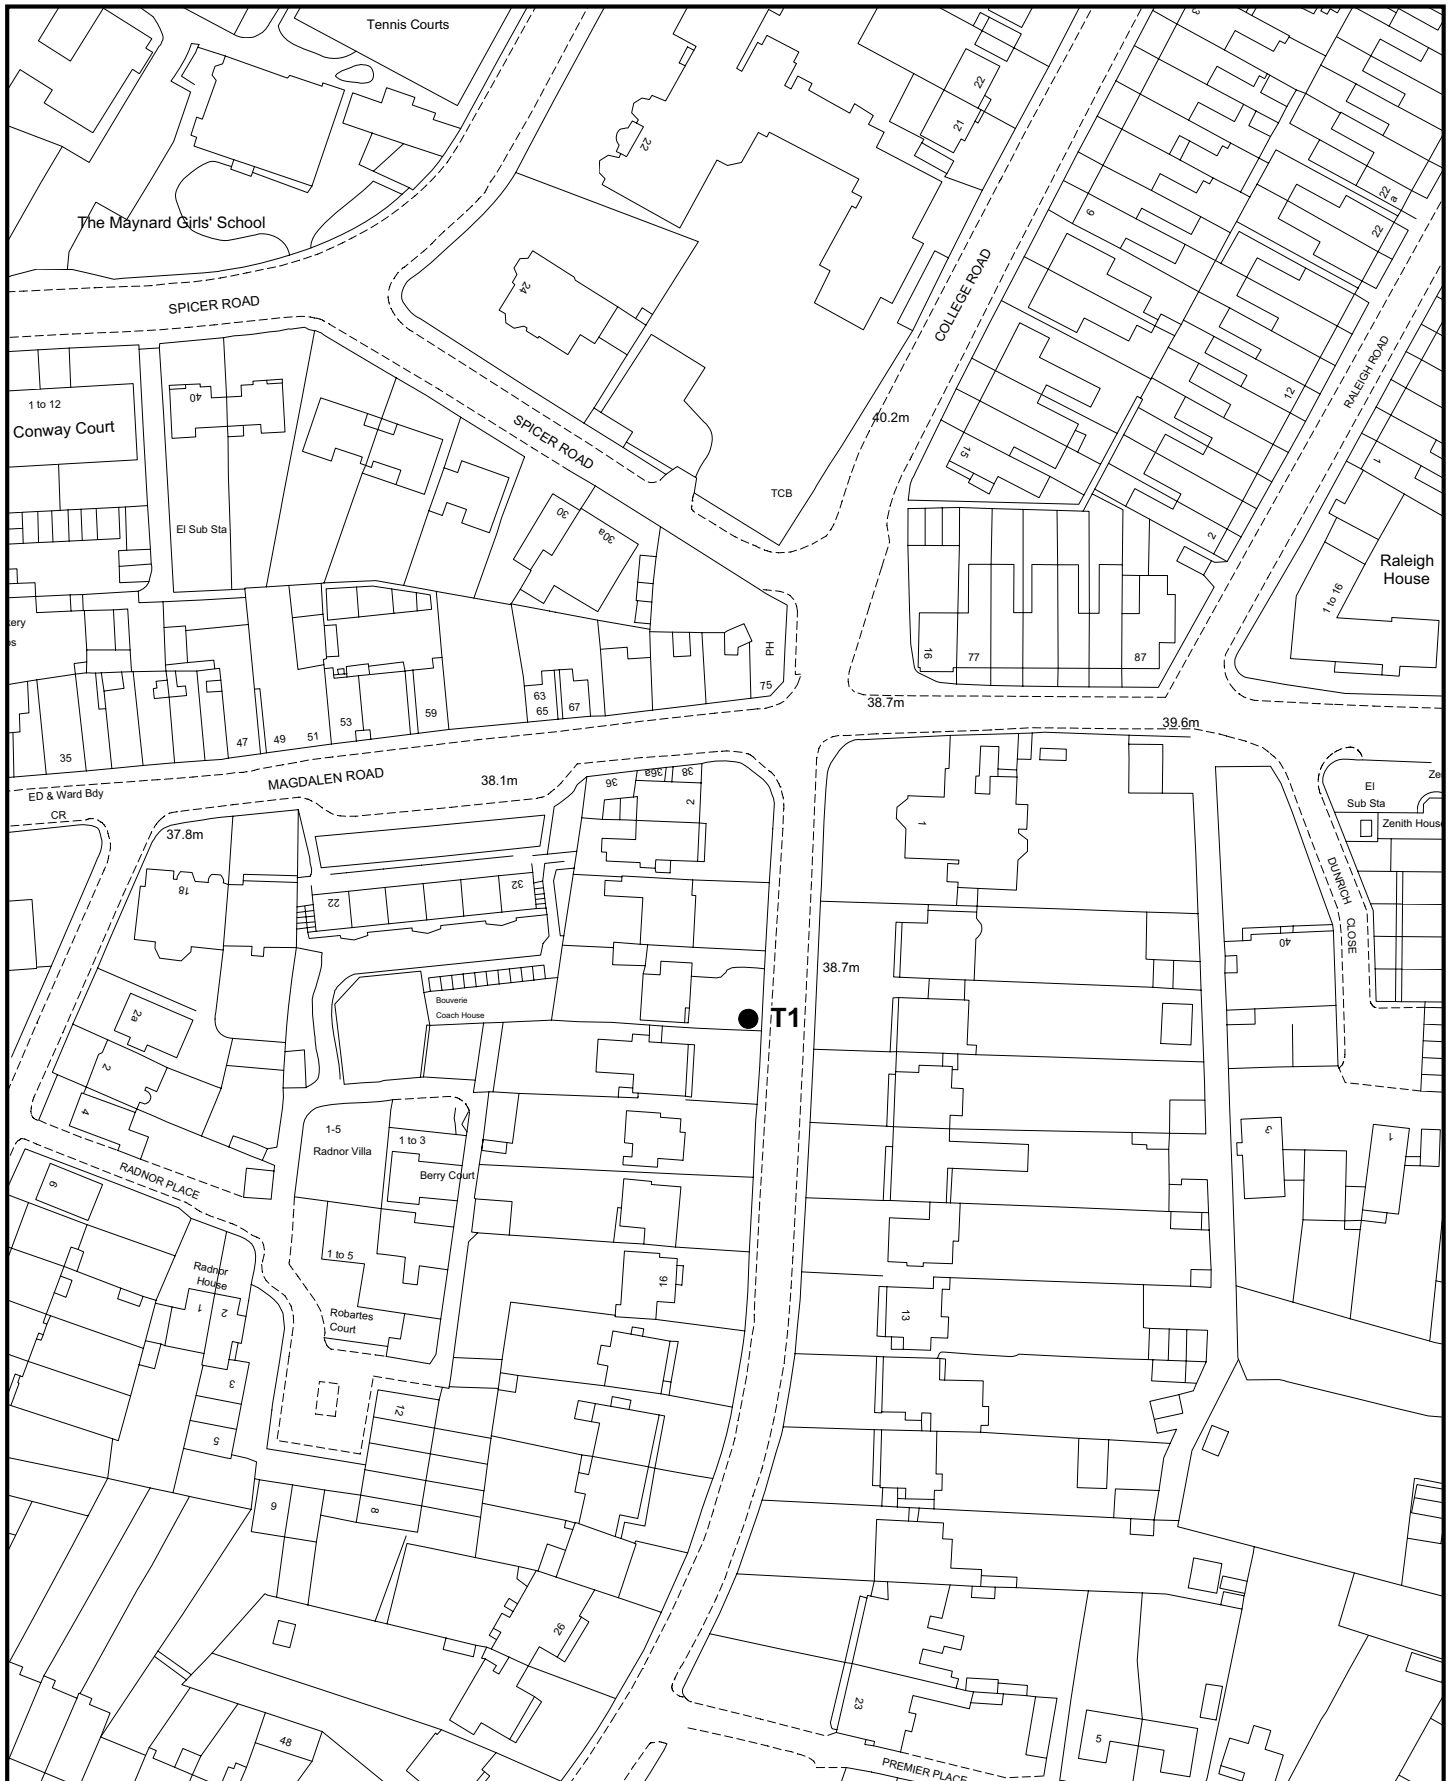 Tennis Courts
3
22
22
21
22
22
a
22
The Maynard Girls' School
6
24
COLLEGE ROAD
SPICER ROAD
RALEIGH ROAD
12
40
1 to 12
Conway Court
40.2m
SPICER ROAD
15
1
TCB
El Sub Sta
30
30a
2
Raleigh
House
1 to 16
kery
os
PH
16
77
87
75
63
65
67
38.7m
39.6m
59
53
51
49
47
35
MAGDALEN ROAD
38.1m
36
36a
38
2
ED & Ward Bdy
CR
37.8m
El
Sub Sta
Ze
Zenith House
1
DUNRICH CLOSE
18
22
32
40
38.7m
Bouverie
Coach House
T1
2a
2
4
1-5
Radnor Villa
1 to 3
Berry Court
3
1
RADNOR PLACE
6
1 to 5
Radnor
House
1
2
16
13
Robartes
Court
3
5
12
9
8
26
23
48
5
PREMIER PLACE